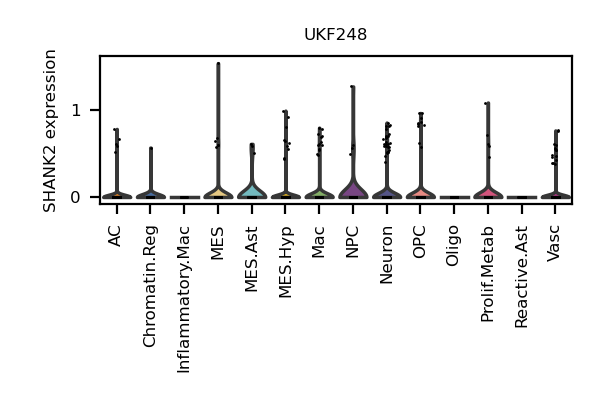 UKF248
SHANK2 expression
1
0
AC
Chromatin.Reg
Inflammatory.Mac
MES
MES.Ast
MES.Hyp
Mac
NPC
Neuron
OPC
Oligo
Prolif.Metab
Reactive.Ast
Vasc